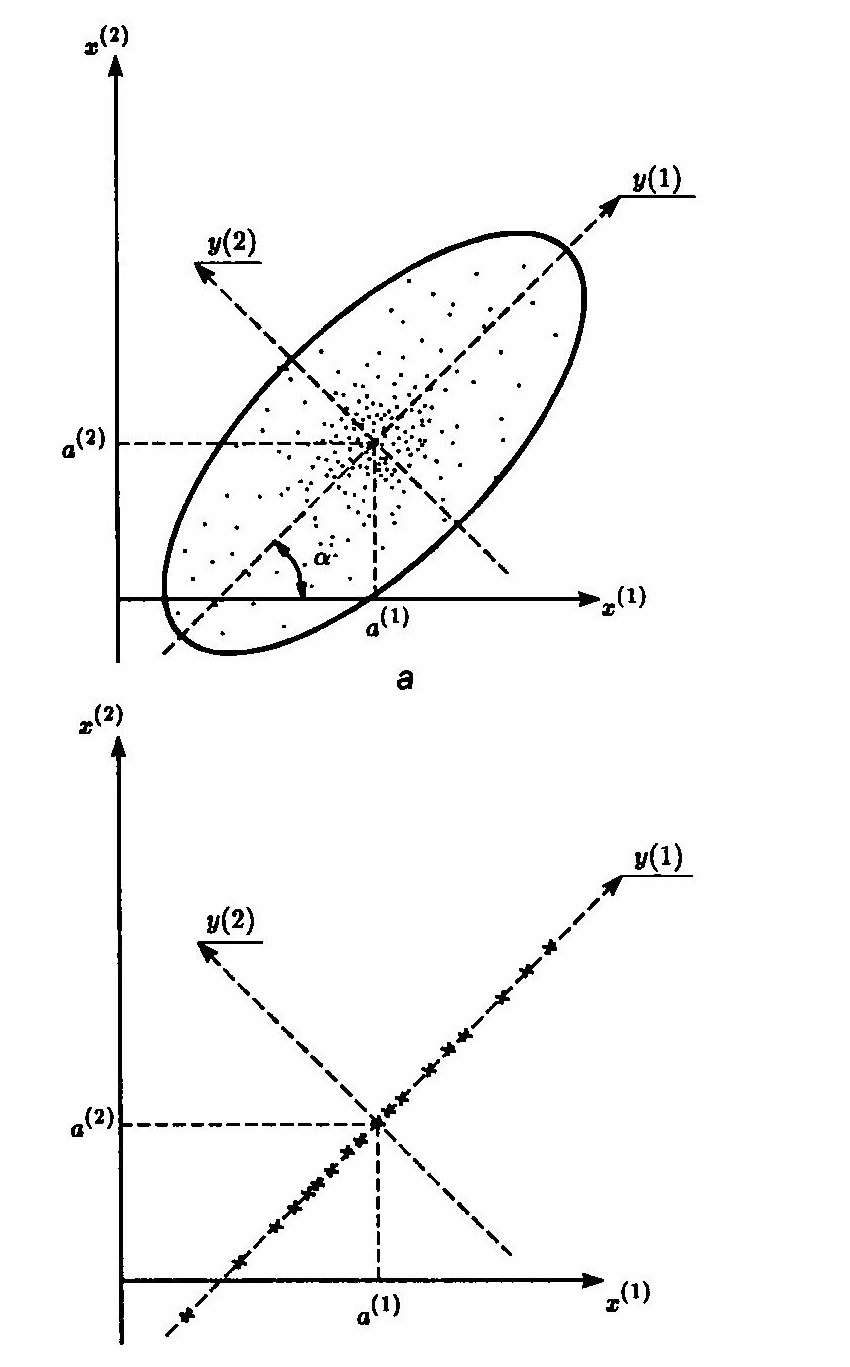 x^(2)
y(1)
y(2)
a^(2)
α
x^(1)
a^(1)
a
x^(2)
y(1)
y(2)
a^(2)
a^(1)
x^(1)